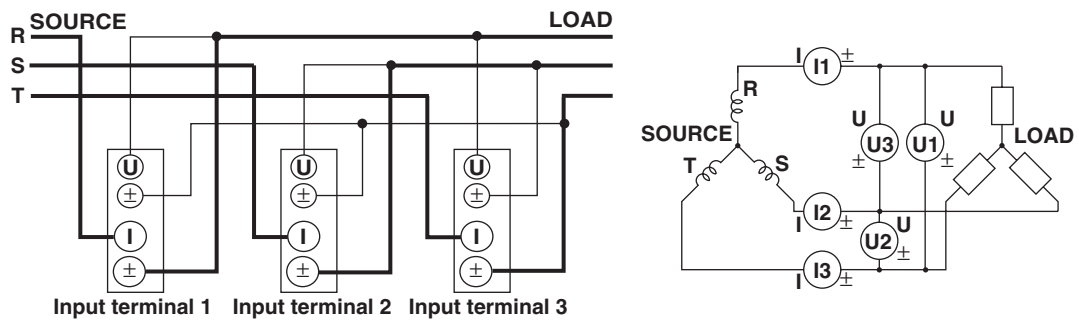 SOURCE
LOAD
R
S
T
U
±
I
±
U
±
I
±
U
±
I
±
Input terminal 1
Input terminal 2
Input terminal 3
I
I1
±
R
SOURCE
T
S
U
U3
±
U
U1
±
LOAD
I
I2
±
U
U2
±
I
I3
±